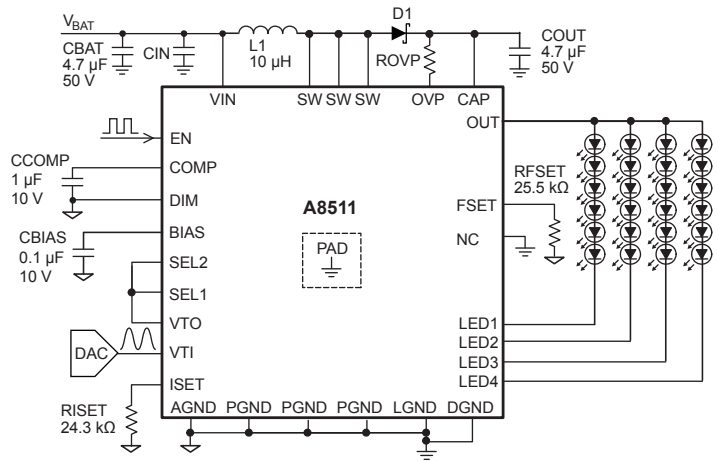 D1
VBAT
CBAT
4.7 µF
50 V
CIN
L1
10 µH
ROVP
COUT
4.7 µF
50 V
VIN
SW SW SW
OVP
CAP
OUT
EN
CCOMP
1 µF
10 V
COMP
DIM
RFSET
25.5 kΩ
A8511
FSET
CBIAS
0.1 µF
10 V
BIAS
PAD
NC
SEL2
SEL1
VTO
LED1
DAC
VTI
LED2
LED3
ISET
LED4
RISET
24.3 kΩ
AGND PGND PGND PGND LGND DGND